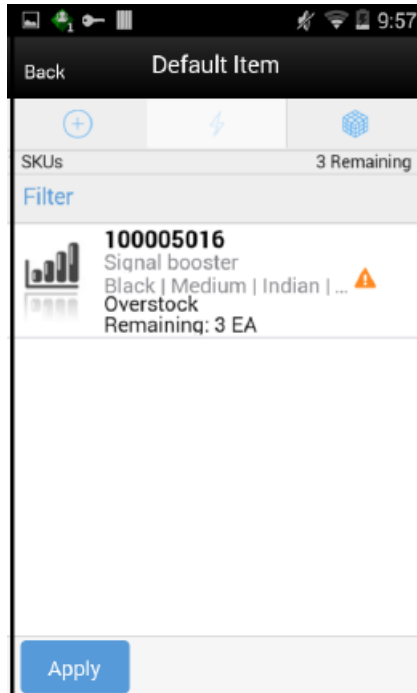 1 9:57
Back Default Item
SKUs 3 Remaining
Filter
100005016
Signal booster
Black | Medium | Indian | ...
Overstock
Remaining: 3 EA
Apply